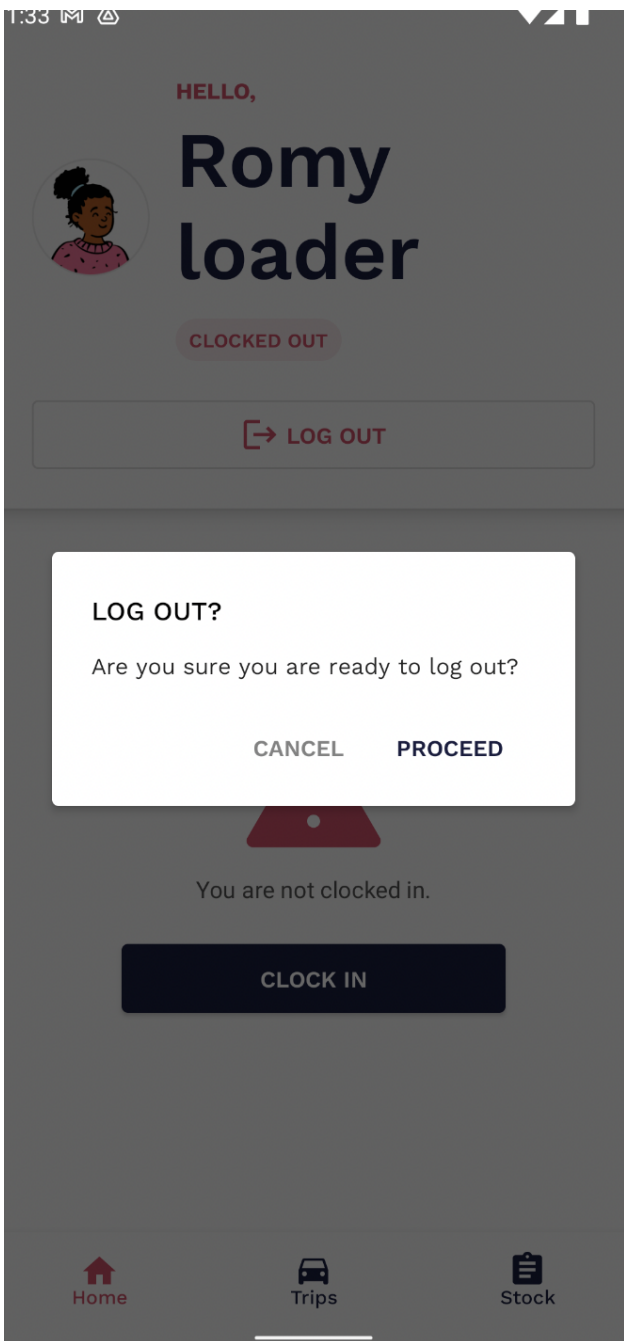 1:33
HELLO,
Romy
loader
CLOCKED OUT
LOG OUT
LOG OUT?
Are you sure you are ready to log out?
CANCEL PROCEED
You are not clocked in.
CLOCK IN
Home Trips Stock